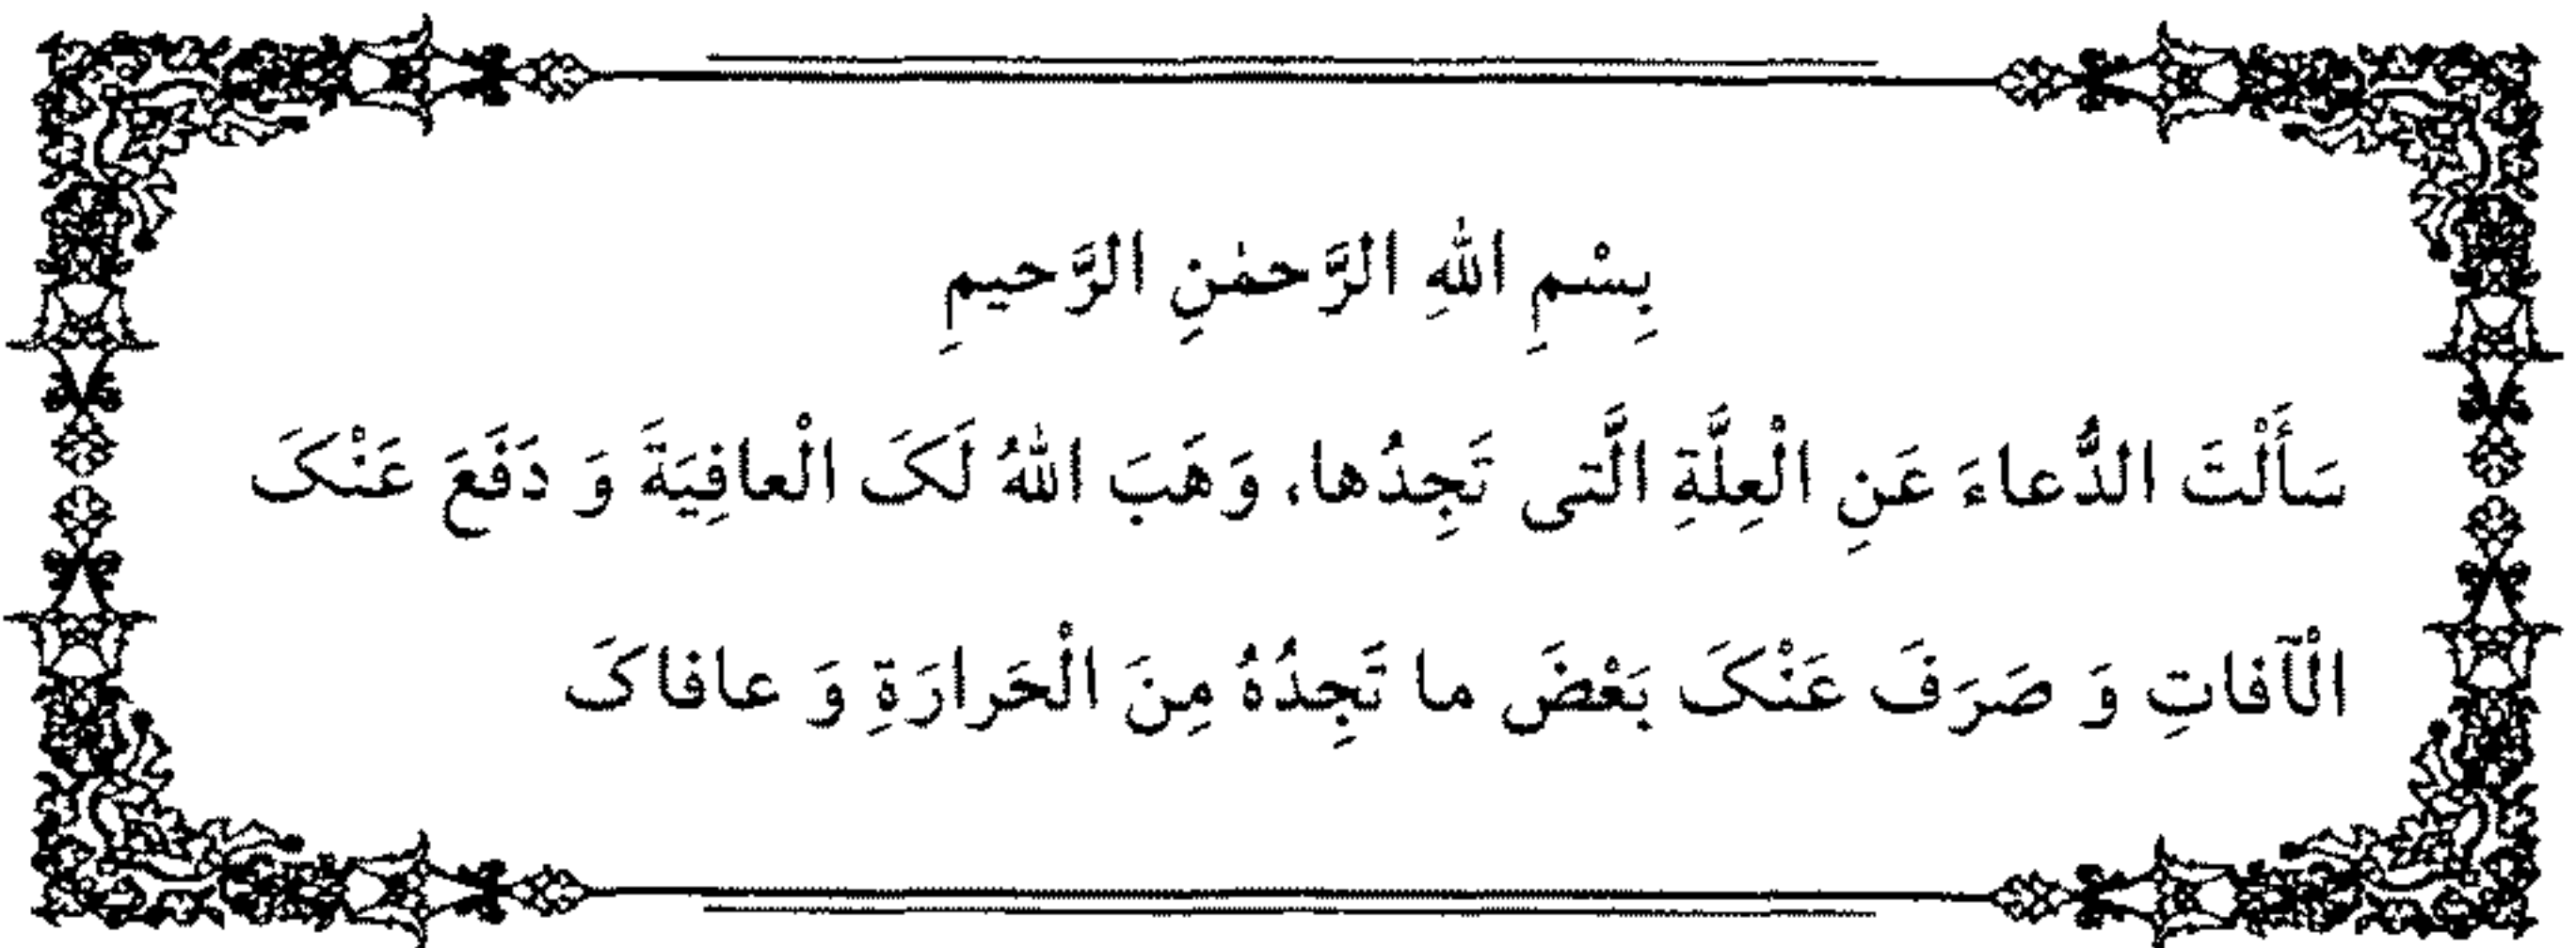 بِسْمِ اللهِ الرَّحمٰنِ الرَّحیمِ
سَأَلْتَ الدُّعاءَ عَنِ الْعِلَّةِ الَّتی تَجِدُها، وَهَبَ اللهُ لَکَ الْعافِیَةَ وَ دَفَعَ عَنْکَ
الْآفاتِ وَ صَرَفَ عَنْکَ بَعْضَ ما تَجِدُهُ مِنَ الْحَرارَةِ وَ عافاکَ